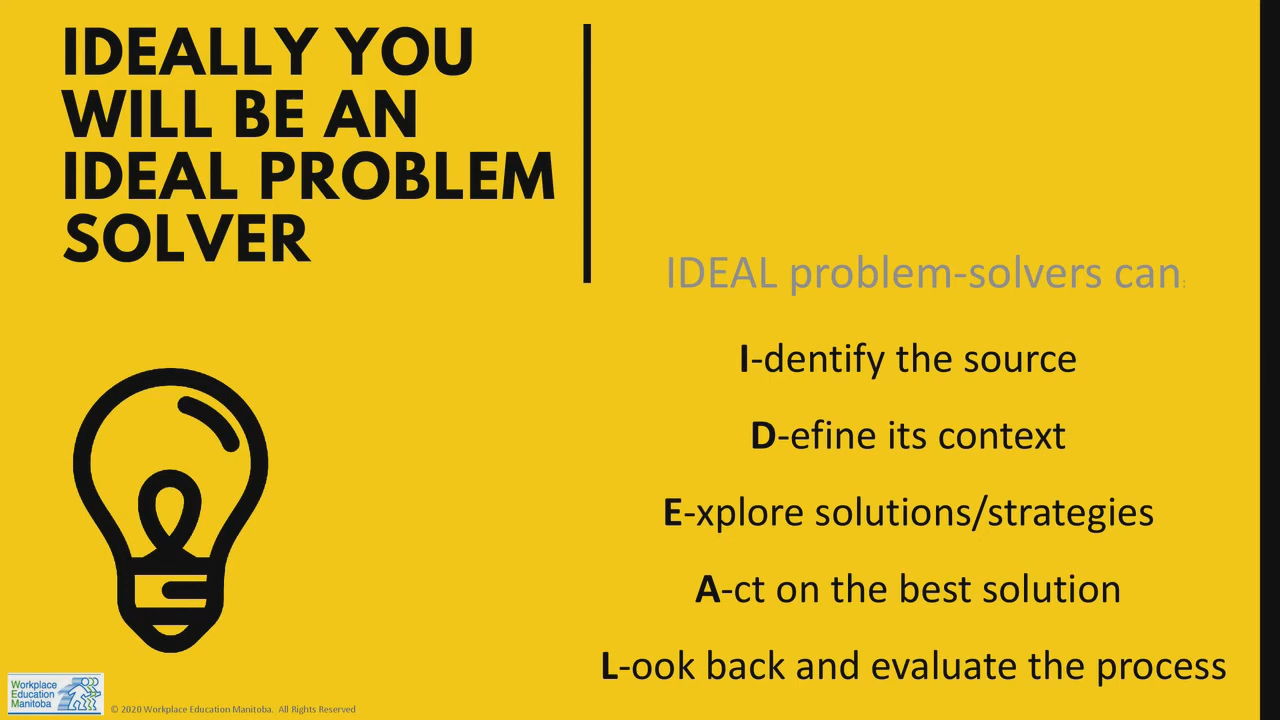 IDEALLY YOU
WILL BE AN
IDEAL PROBLEM
SOLVER
IDEAL problem-solvers can:
I-dentify the source
D-efine its context
E-xplore solutions/strategies
A-ct on the best solution
L-ook back and evaluate the process
Workplace
Education
Manitoba
© 2020 Workplace Education Manitoba. All Rights Reserved